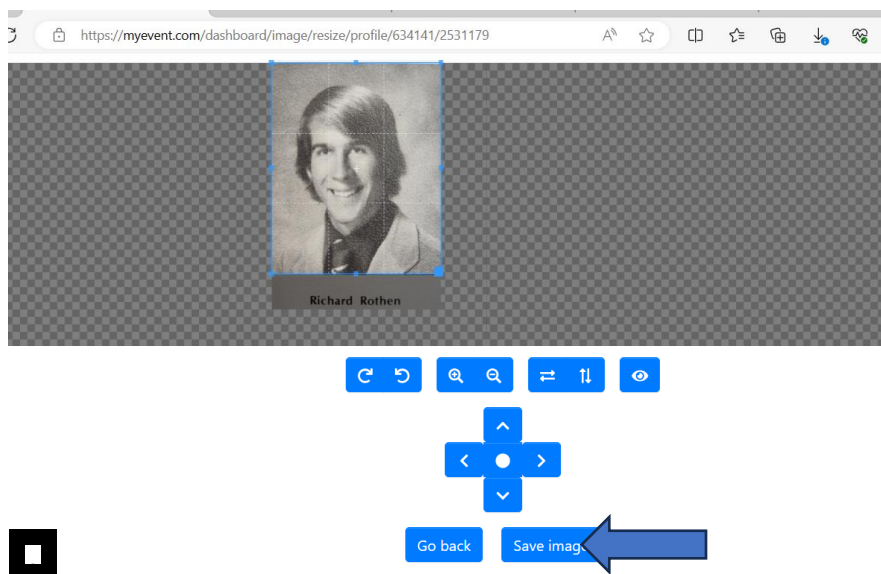 https://myevent.com/dashboard/image/resize/profile/634141/2531179
Richard Rothen
Go back
Save image